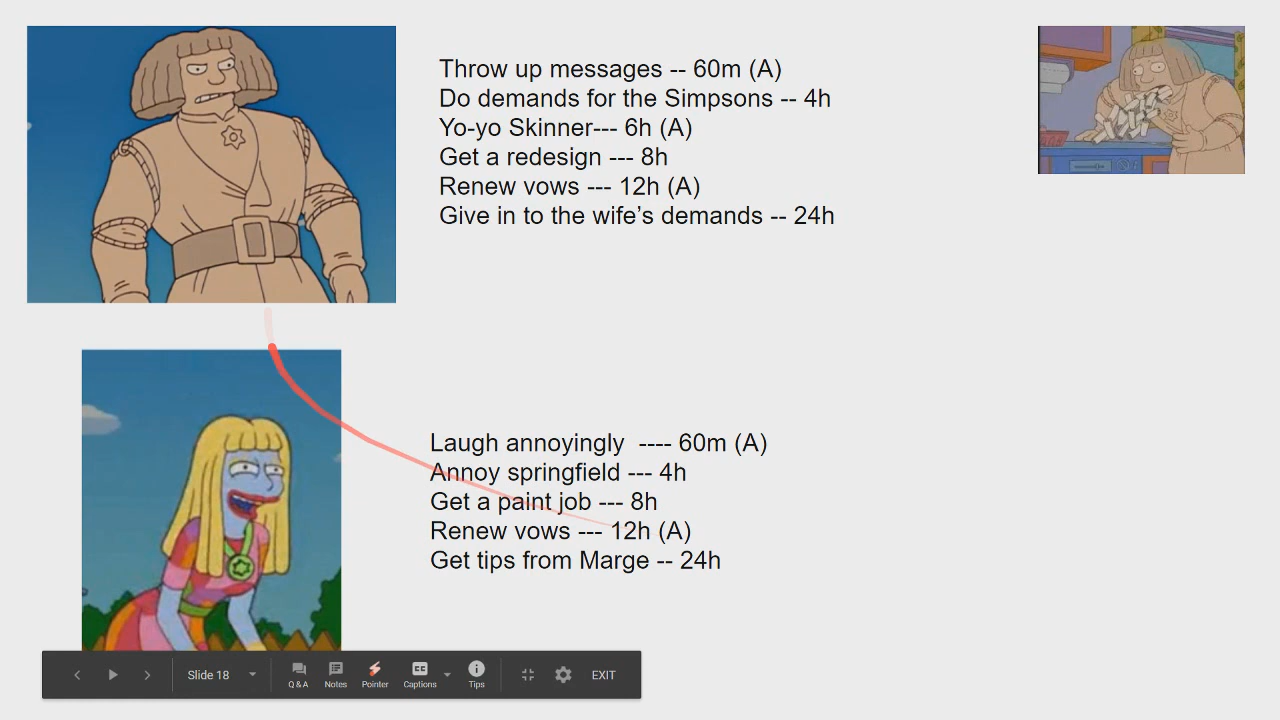 Throw up messages -- 60m (A)
Do demands for the Simpsons -- 4h
Yo-yo Skinner--- 6h (A)
Get a redesign --- 8h
Renew vows --- 12h (A)
Give in to the wife’s demands -- 24h
Laugh annoyingly  ---- 60m (A)
Annoy springfield --- 4h
Get a paint job --- 8h
Renew vows --- 12h (A)
Get tips from Marge -- 24h
Slide 18
Q & A
Notes
Pointer
CC
Captions
Tips
EXIT